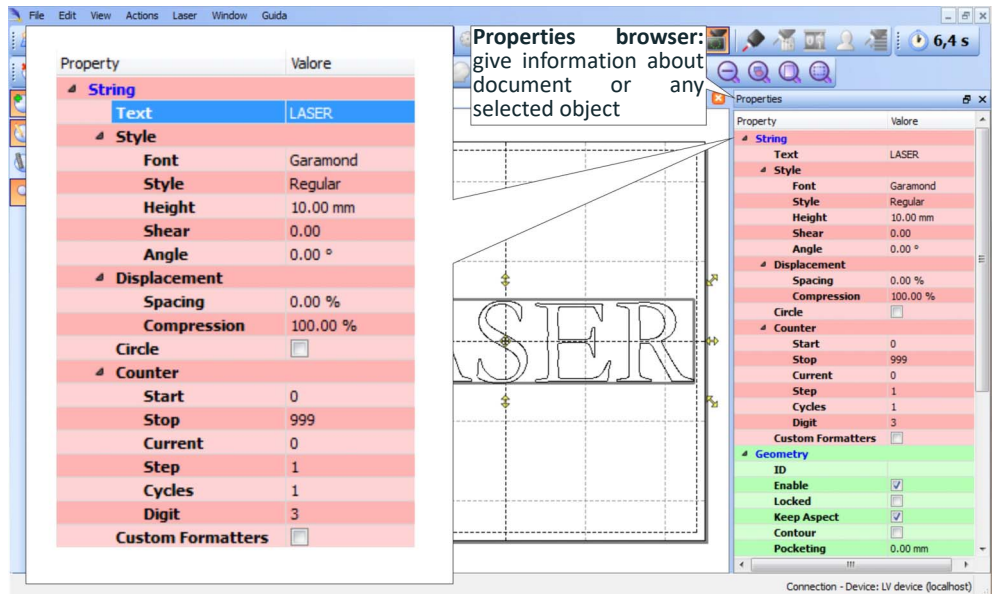 File Edit View Actions Laser Window Guida
6,4 s
Properties browser:
give information about
document or any
selected object
Property Valore
String
Text LASER
Style
Font Garamond
Style Regular
Height 10.00 mm
Shear 0.00
Angle 0.00 °
Displacement
Spacing 0.00 %
Compression 100.00 %
Circle
Counter
Start 0
Stop 999
Current 0
Step 1
Cycles 1
Digit 3
Custom Formatters
ASER
Properties
Property Valore
String
Text LASER
Style
Font Garamond
Style Regular
Height 10.00 mm
Shear 0.00
Angle 0.00 °
Displacement
Spacing 0.00 %
Compression 100.00 %
Circle
Counter
Start 0
Stop 999
Current 0
Step 1
Cycles 1
Digit 3
Custom Formatters
Geometry
ID
Enable
Locked
Keep Aspect
Contour
Pocketing 0.00 mm
Connection - Device: LV device (localhost)